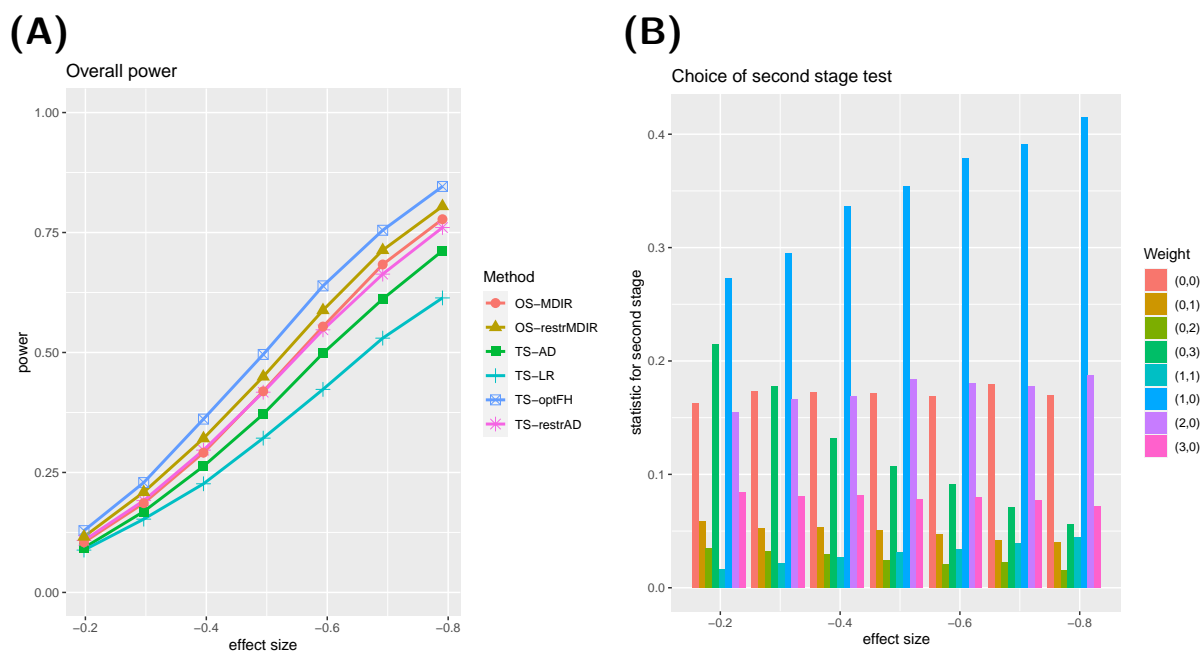 (A)
Overall power
1.00
0.75
0.50
0.25
0.00
power
−0.2
−0.4
−0.6
−0.8
effect size
Method
OS−MDIR
OS−restrMDIR
TS−AD
TS−LR
TS−optFH
TS−restrAD
(B)
Choice of second stage test
0.4
0.3
0.2
0.1
0.0
statistic for second stage
−0.2
−0.4
−0.6
−0.8
effect size
Weight
(0,0)
(0,1)
(0,2)
(0,3)
(1,1)
(1,0)
(2,0)
(3,0)